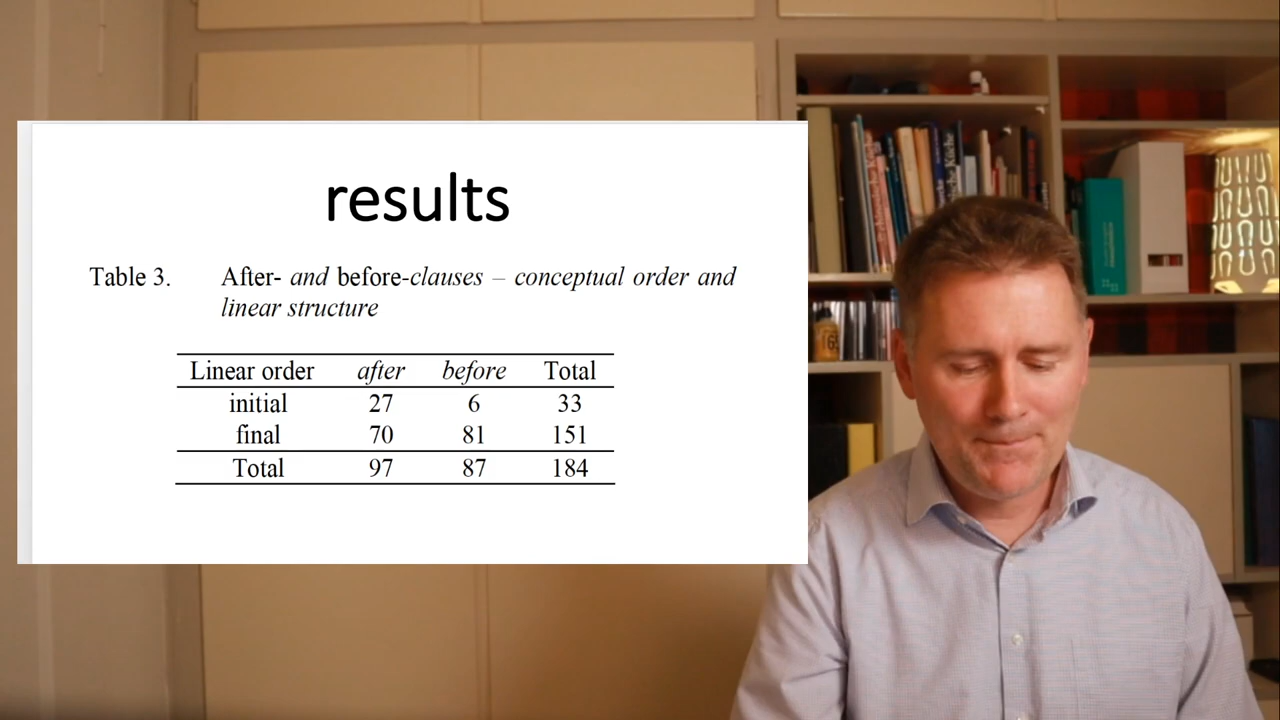 results
Table 3. After- and before-clauses – conceptual order and
linear structure
Linear order after before Total
initial 27 6 33
final 70 81 151
Total 97 87 184